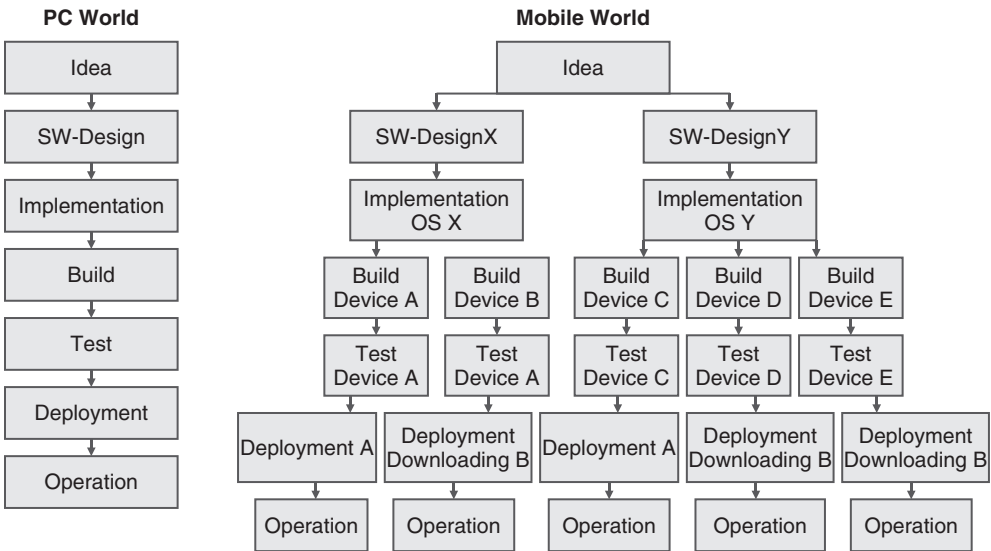 PC World
Idea
SW-Design
Implementation
Build
Test
Deployment
Operation
Mobile World
Idea
SW-DesignX
SW-DesignY
Implementation
OS X
Implementation
OS Y
Build
Device A
Build
Device B
Build
Device C
Build
Device D
Build
Device E
Test
Device A
Test
Device A
Test
Device C
Test
Device D
Test
Device E
Deployment A
Deployment
Downloading B
Deployment A
Deployment
Downloading B
Deployment
Downloading B
Operation
Operation
Operation
Operation
Operation